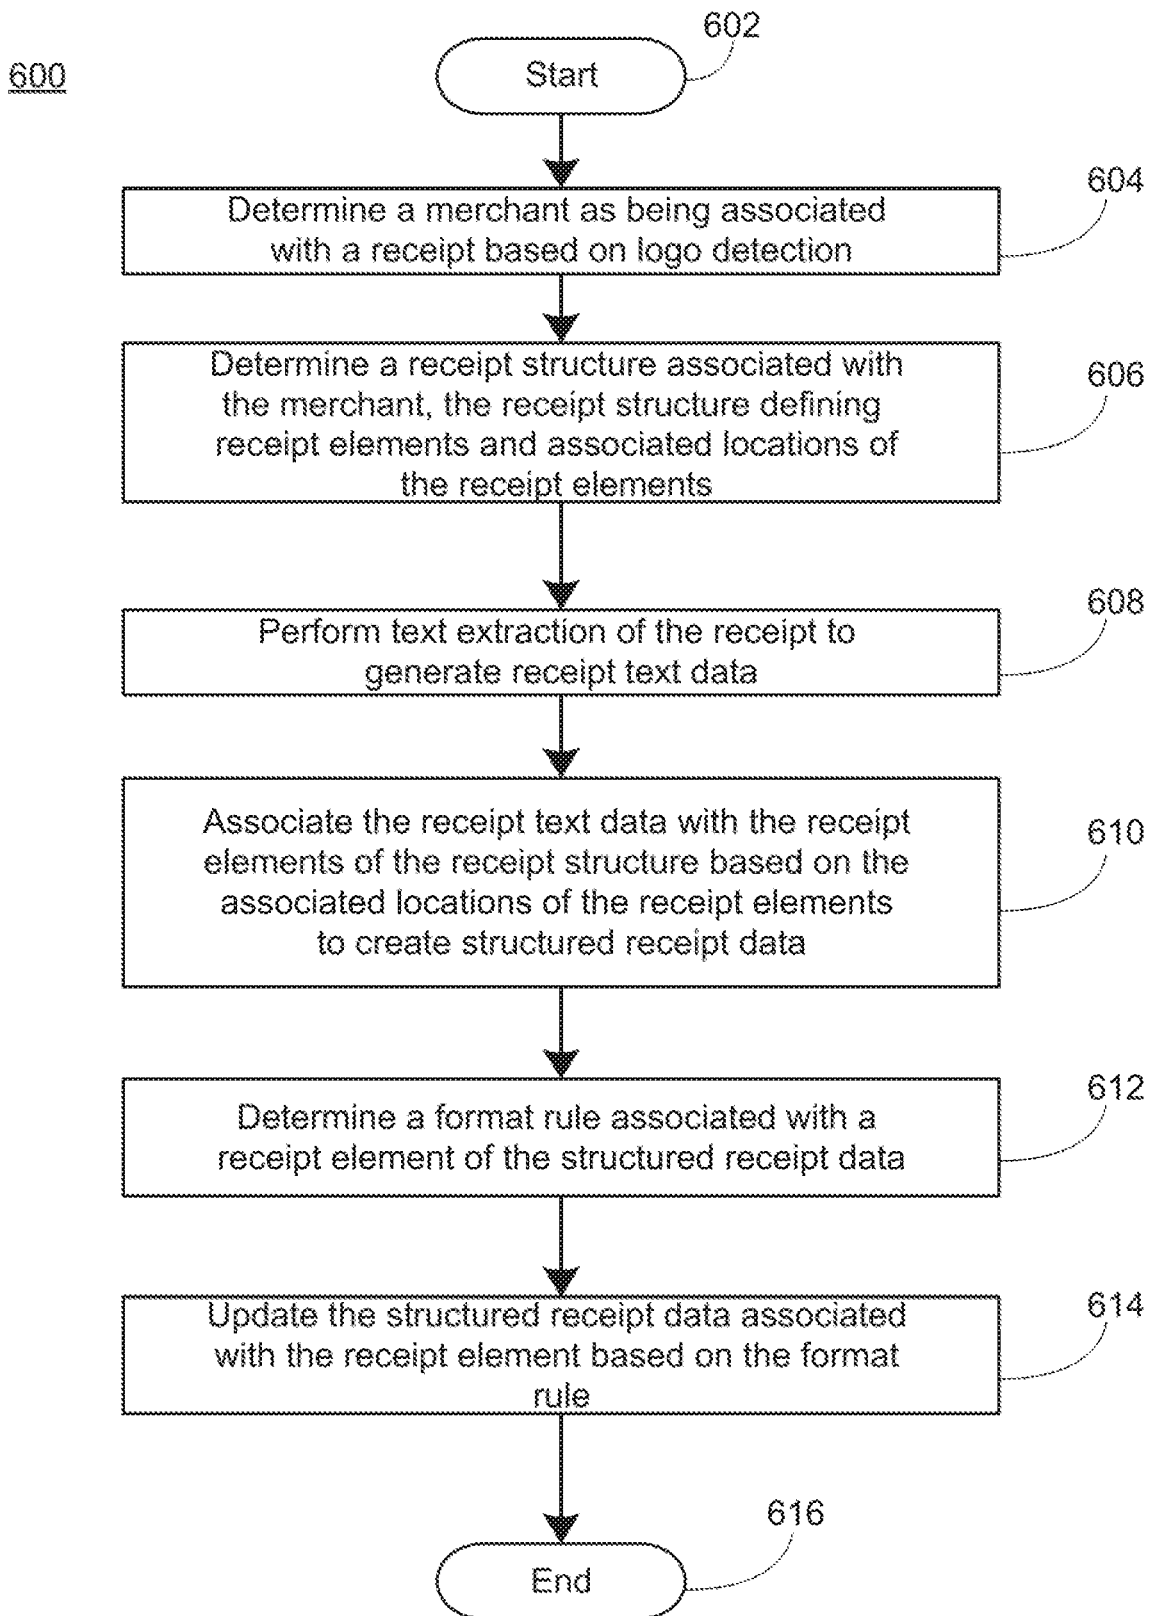 602
Start
600
604
Determine a merchant as being associated
with a receipt based on logo detection
606
Determine a receipt structure associated with
the merchant, the receipt structure defining
receipt elements and associated locations of
the receipt elements
608
Perform text extraction of the receipt to
generate receipt text data
610
Associate the receipt text data with the receipt
elements of the receipt structure based on the
associated locations of the receipt elements
to create structured receipt data
612
Determine a format rule associated with a
receipt element of the structured receipt data
614
Update the structured receipt data associated
with the receipt element based on the format
rule
616
End